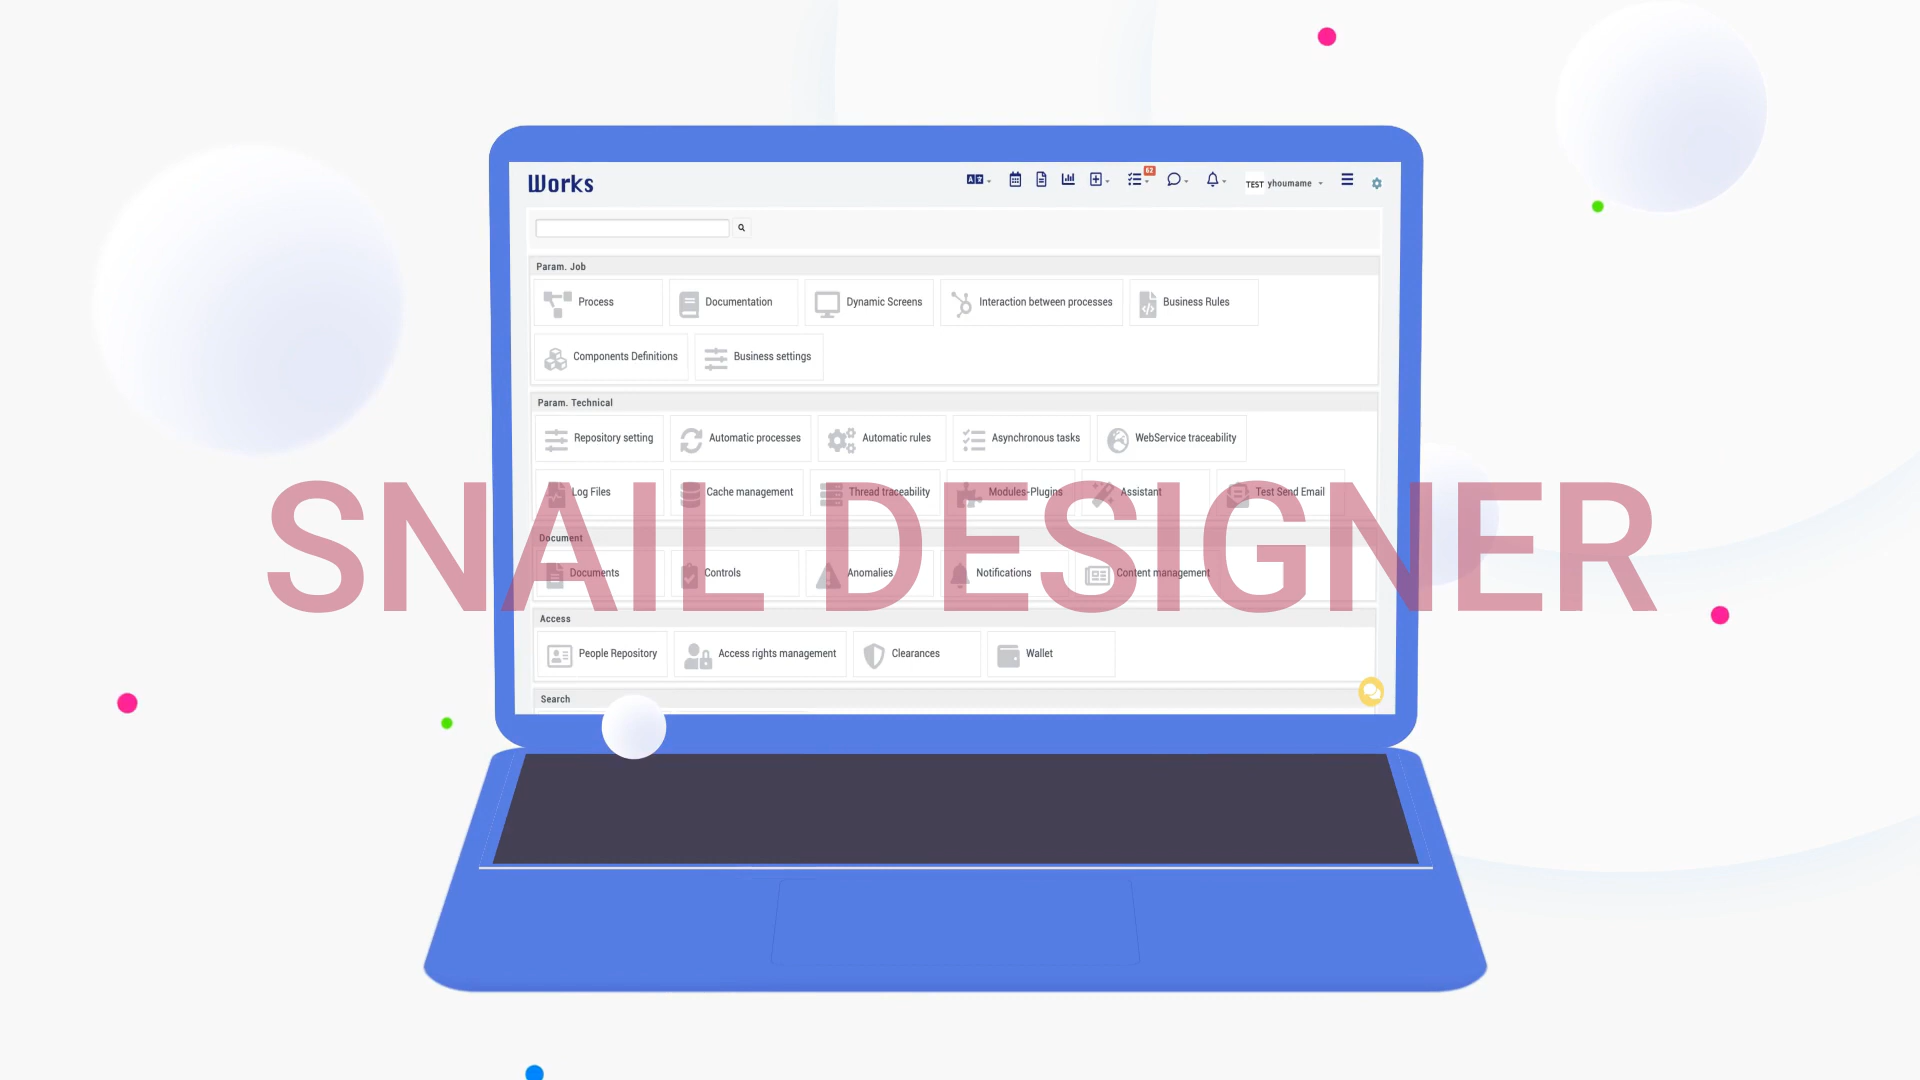 Works
62
TEST yhoumame
Param. Job
Process Documentation Dynamic Screens Interaction between processes Business Rules
Components Definitions Business settings
Param. Technical
Repository setting Automatic processes Automatic rules Asynchronous tasks WebService traceability
Log Files Cache management Thread traceability Modules-Plugins Assistant Test Send Email
SNAIL DESIGNER
Document
Documents Controls Anomalies Notifications Content management
Access
People Repository Access rights management Clearances Wallet
Search